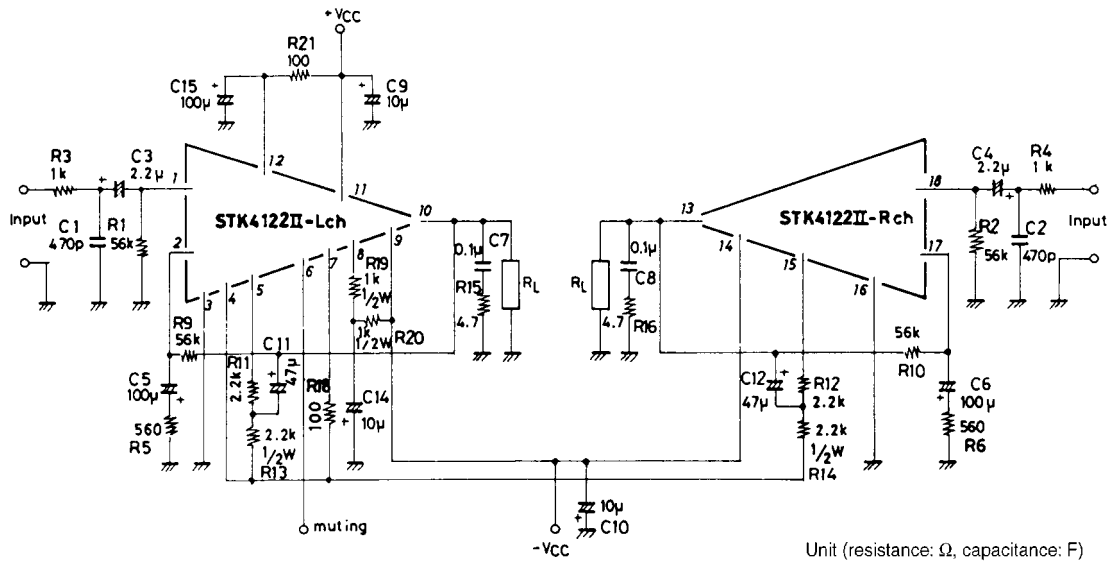 +VCC
R21
100
C15
100µ
+
+
C9
10µ
R3
1k
C3
+ 2.2µ
C4
2.2µ
+
R4
1k
1
12
11
10
18
13
Input
C1
470p
R1
56k
STK4122Ⅱ-Lch
STK4122Ⅱ-Rch
R2
56k
C2
470p
Input
2
9
8
7
6
5
4
3
14
15
16
17
0.1µ
C7
R15
4.7
RL
RL
0.1µ
C8
4.7
R16
R19
1k
1/2W
1k
1/2W
R20
R9
56k
C5
100µ
+
560
R5
R11
2.2k
C11
+
47µ
2.2k
1/2W
R13
R18
100
C14
+
10µ
56k
R10
C12
+
47µ
R12
2.2k
2.2k
1/2W
R14
C6
+
100µ
560
R6
muting
-VCC
10µ
+
C10
Unit (resistance: Ω, capacitance: F)